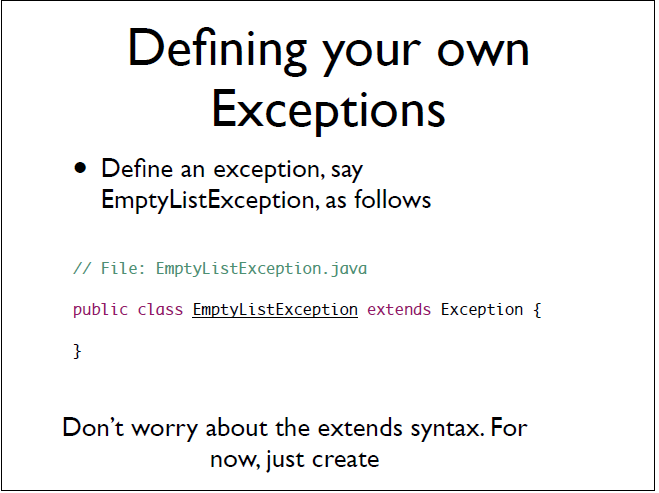 Defining your own
Exceptions
• Define an exception, say
EmptyListException, as follows
// File: EmptyListException.java
public class EmptyListException extends Exception {
}
Don’t worry about the extends syntax. For
now, just create